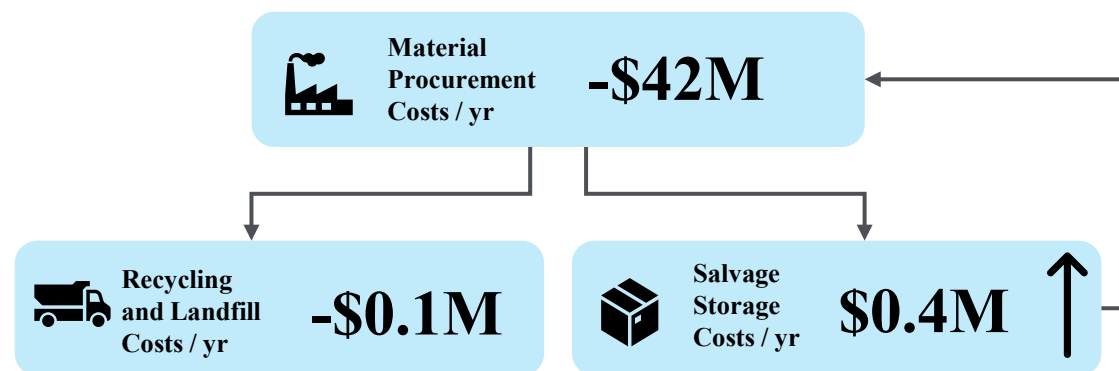 Material
Procurement
Costs / yr
-$42M
Recycling
and Landfill
Costs / yr
-$0.1M
Salvage
Storage
Costs / yr
$0.4M